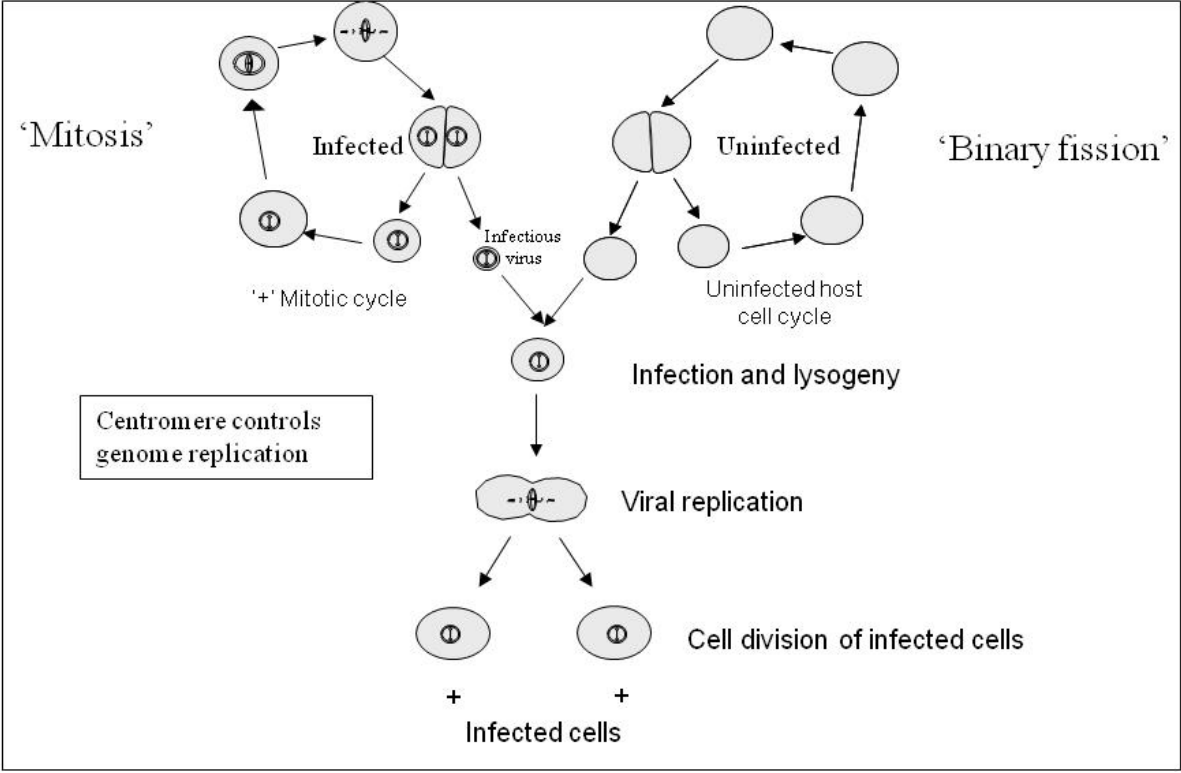 ‘Mitosis’
Infected
Uninfected
‘Binary fission’
Infectious
virus
'+' Mitotic cycle
Uninfected host
cell cycle
Infection and lysogeny
Centromere controls
genome replication
Viral replication
Cell division of infected cells
+ +
Infected cells